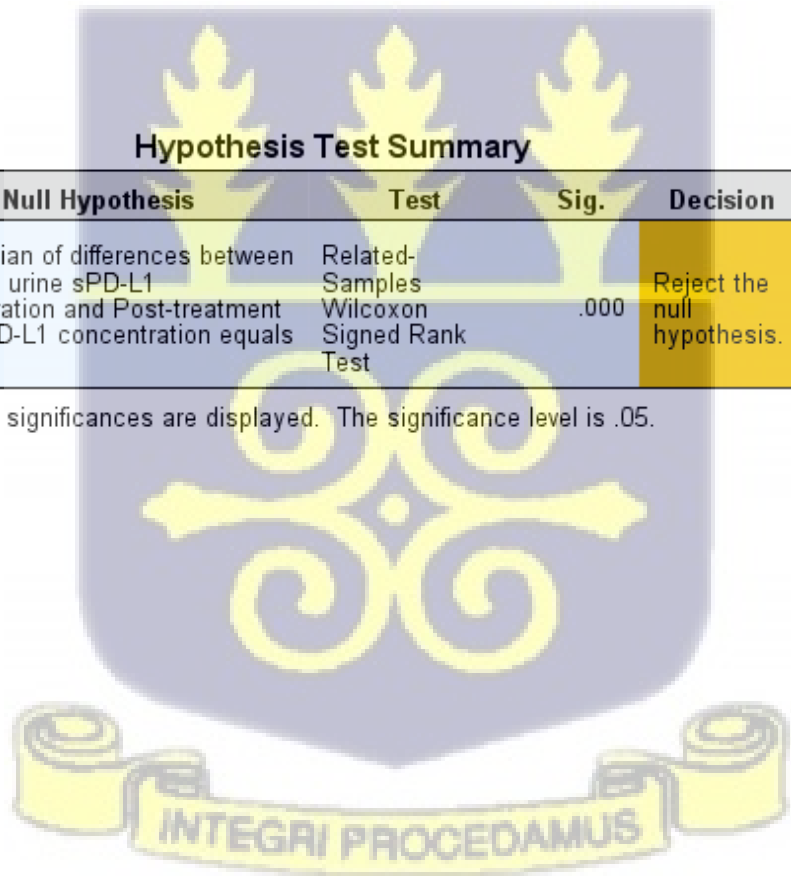 Hypothesis Test Summary
Null Hypothesis Test Sig. Decision
ian of differences between
urine sPD-L1
ration and Post-treatment
D-L1 concentration equals
Related-
Samples
Wilcoxon
Signed Rank
Test
.000
Reject the
null
hypothesis.
significances are displayed. The significance level is .05.
INTEGRI PROCEDAMUS